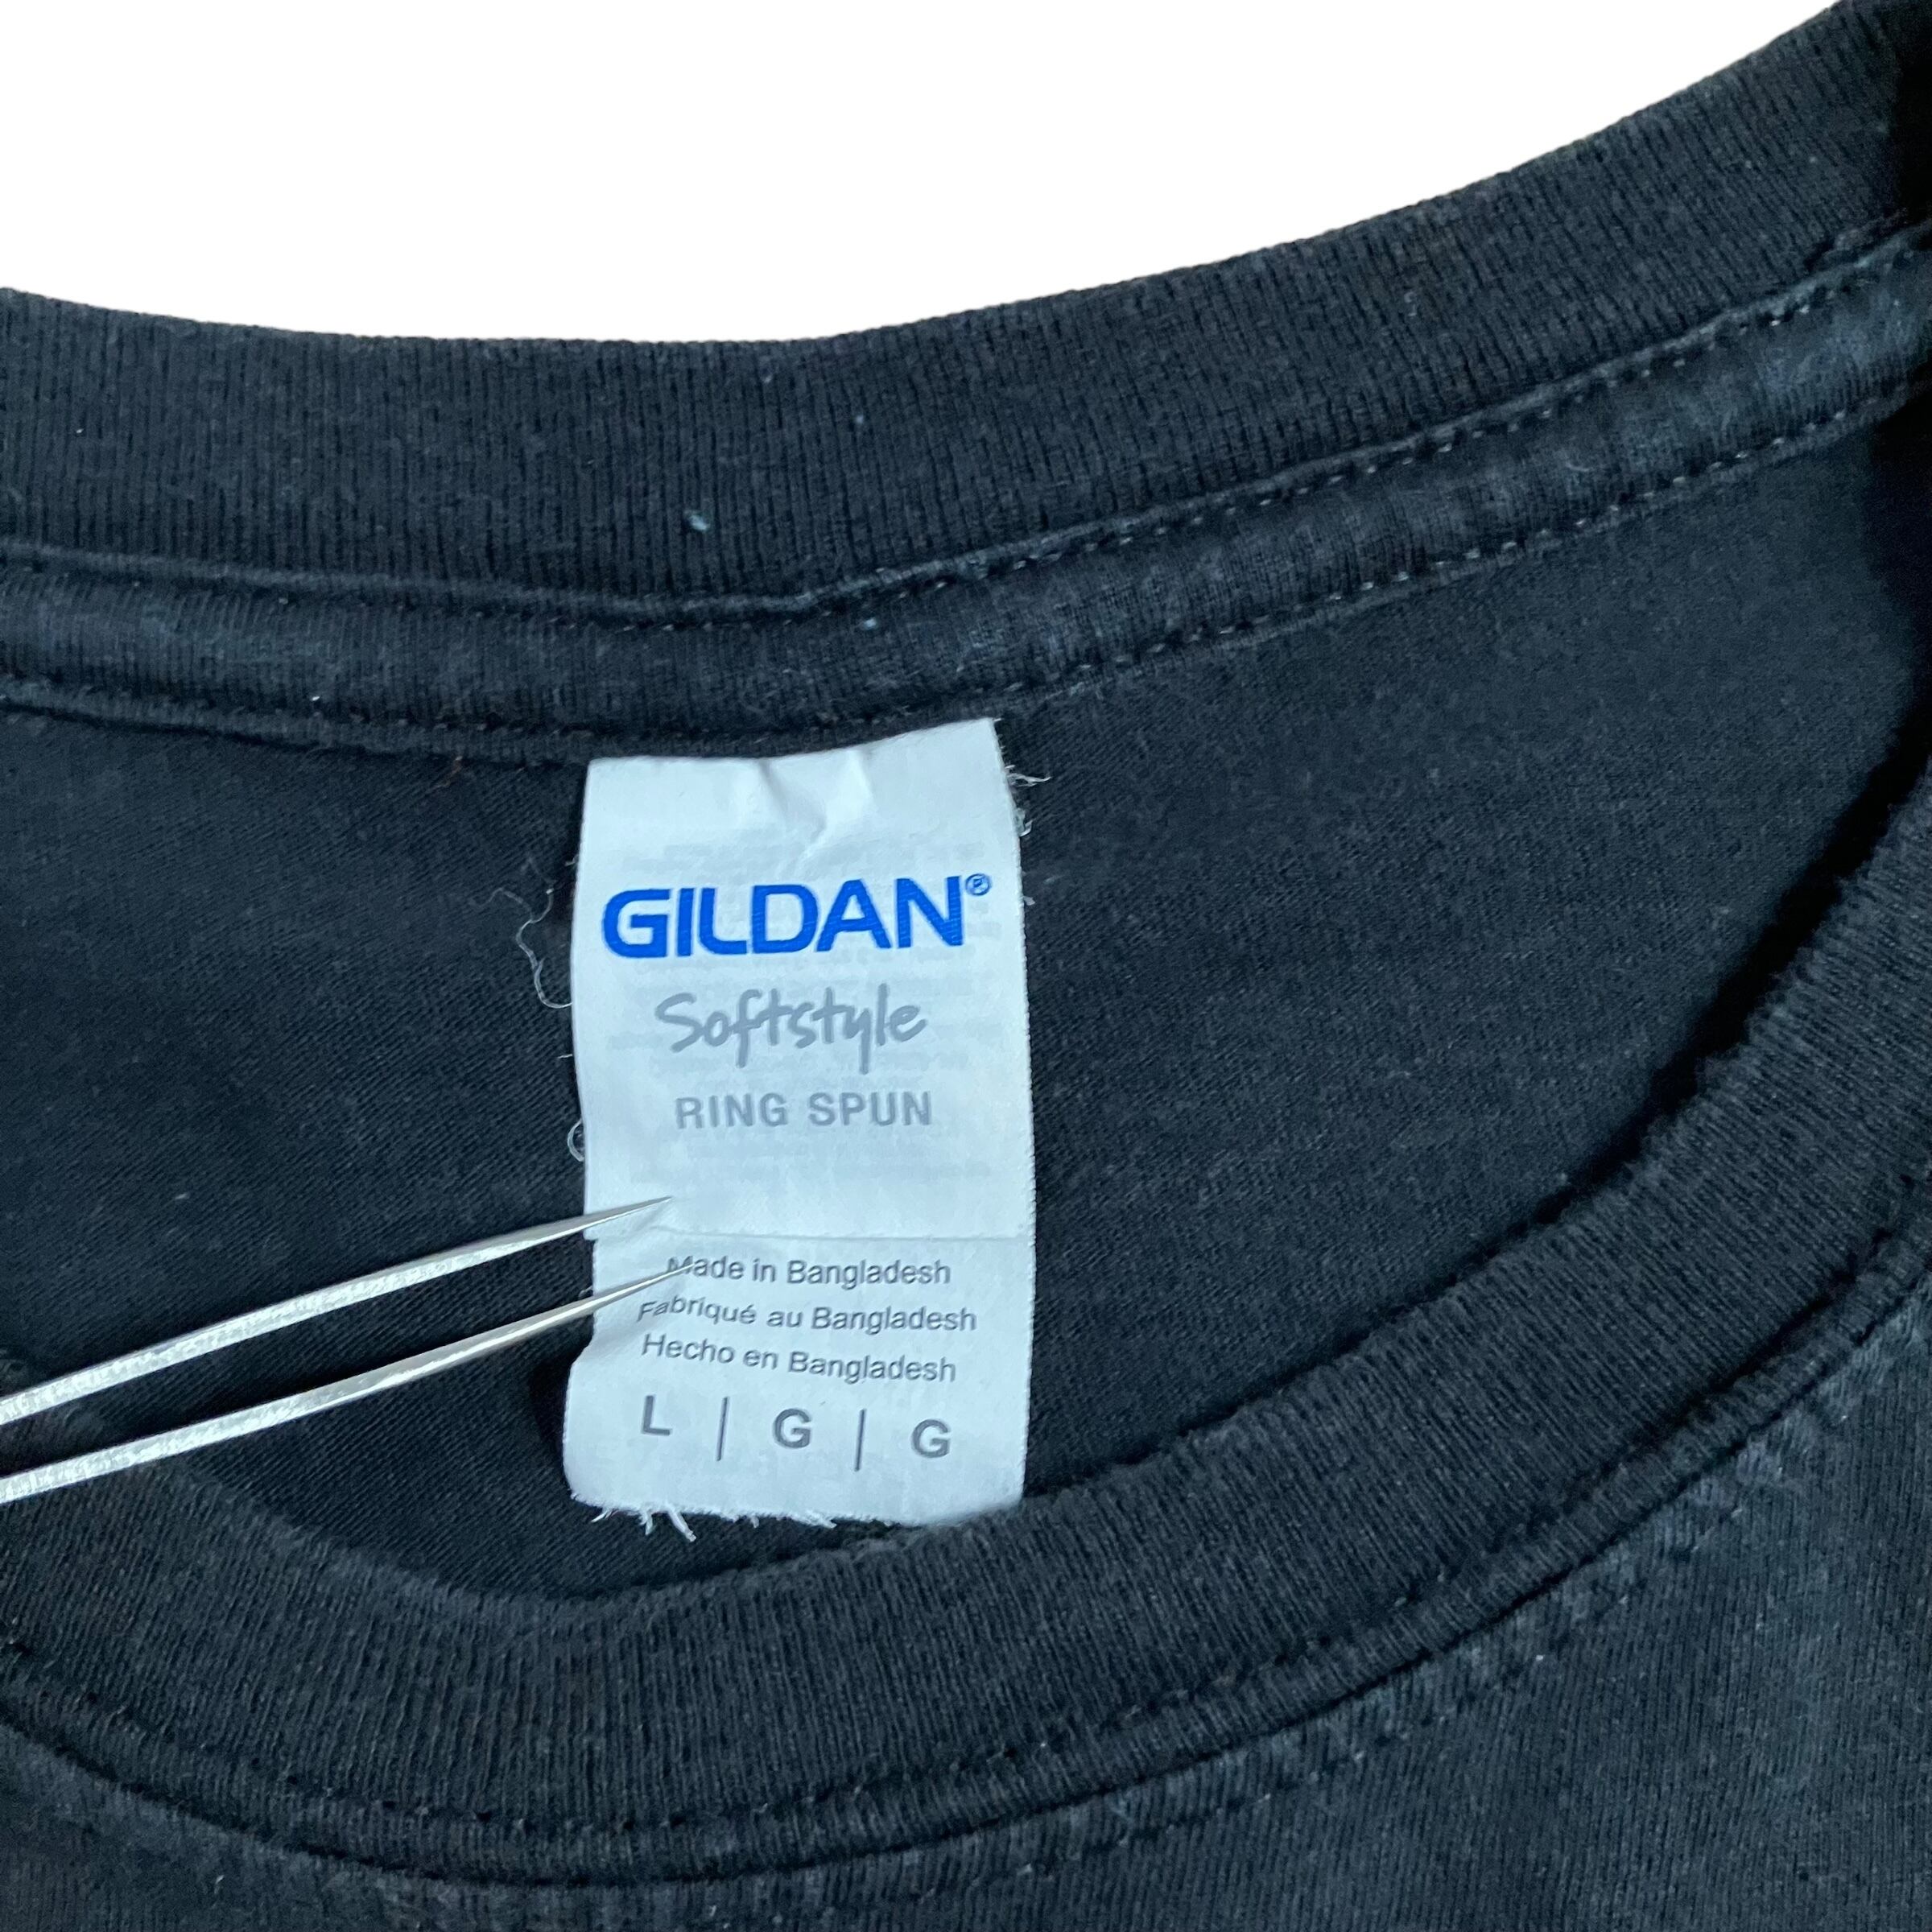 GILDAN®
Softstyle
RING SPUN
Made in Bangladesh
Fabriqué au Bangladesh
Hecho en Bangladesh
L | G | G